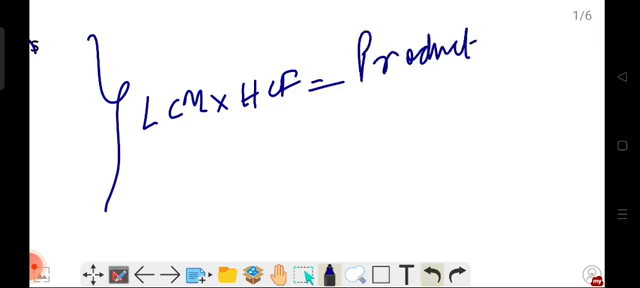 1/6
LCM X HCF = Product